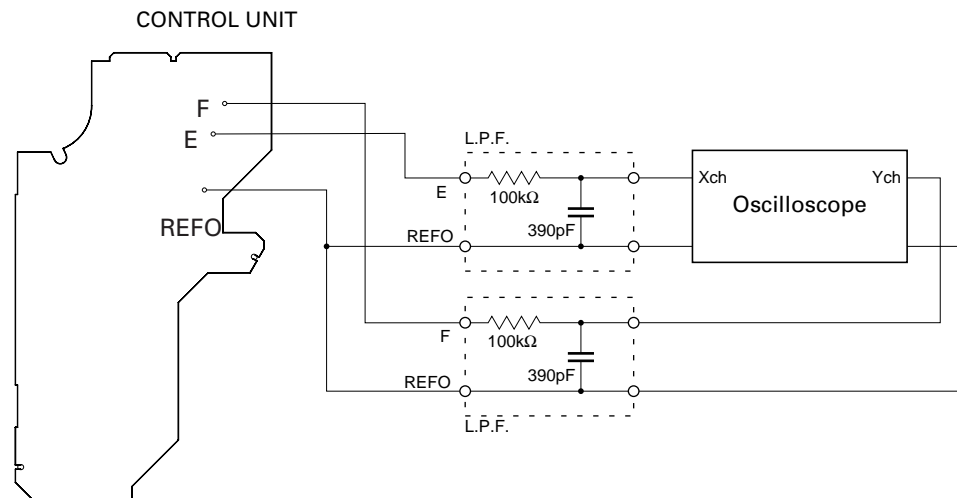 CONTROL UNIT
F
E
REFO
L.P.F.
E
100kΩ
390pF
REFO
Xch
Ych
Oscilloscope
F
100kΩ
390pF
REFO
L.P.F.